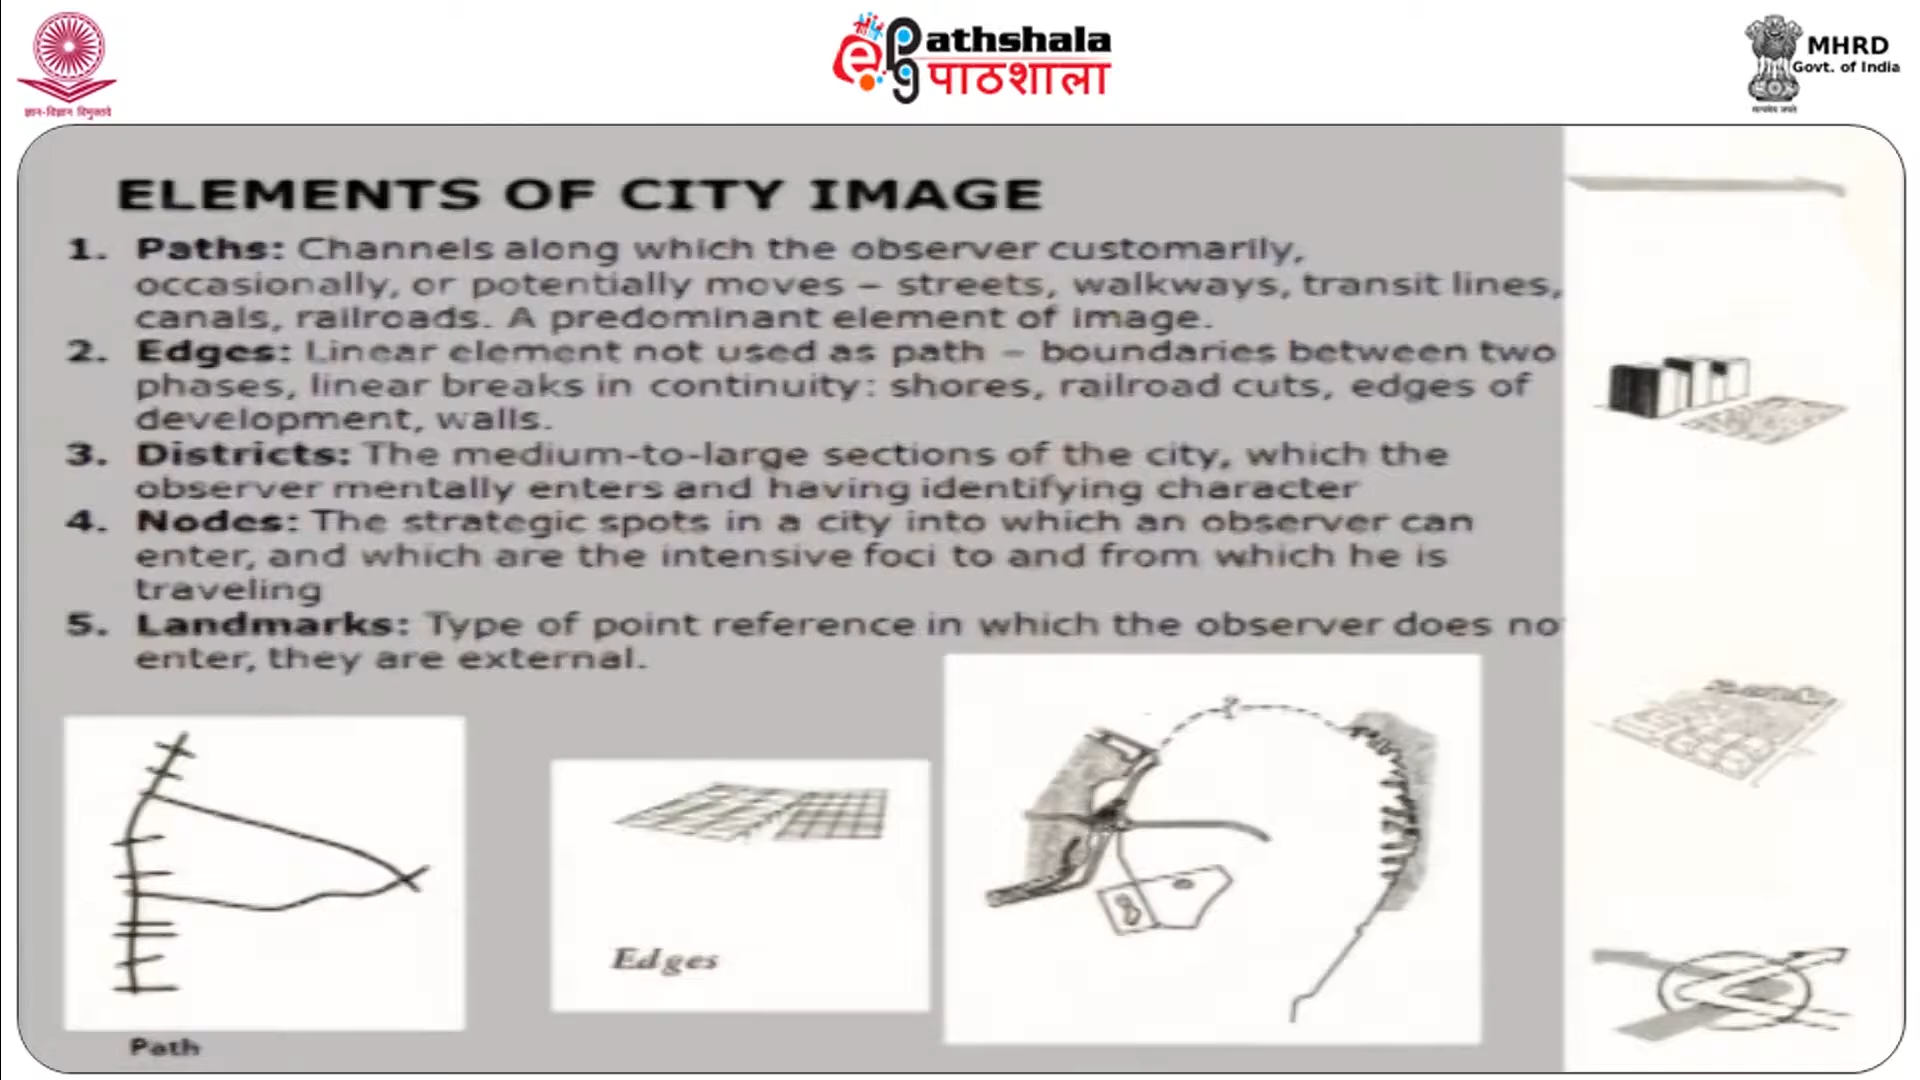 ePathshala
पाठशाला
MHRD
Govt. of India
ज्ञान-विज्ञान विमुक्तये
सत्यमेव जयते
ELEMENTS OF CITY IMAGE
1. Paths: Channels along which the observer customarily,
occasionally, or potentially moves – streets, walkways, transit lines,
canals, railroads. A predominant element of image.
2. Edges: Linear element not used as path – boundaries between two
phases, linear breaks in continuity: shores, railroad cuts, edges of
development, walls.
3. Districts: The medium-to-large sections of the city, which the
observer mentally enters and having identifying character
4. Nodes: The strategic spots in a city into which an observer can
enter, and which are the intensive foci to and from which he is
traveling
5. Landmarks: Type of point reference in which the observer does no
enter, they are external.
Edges
Path